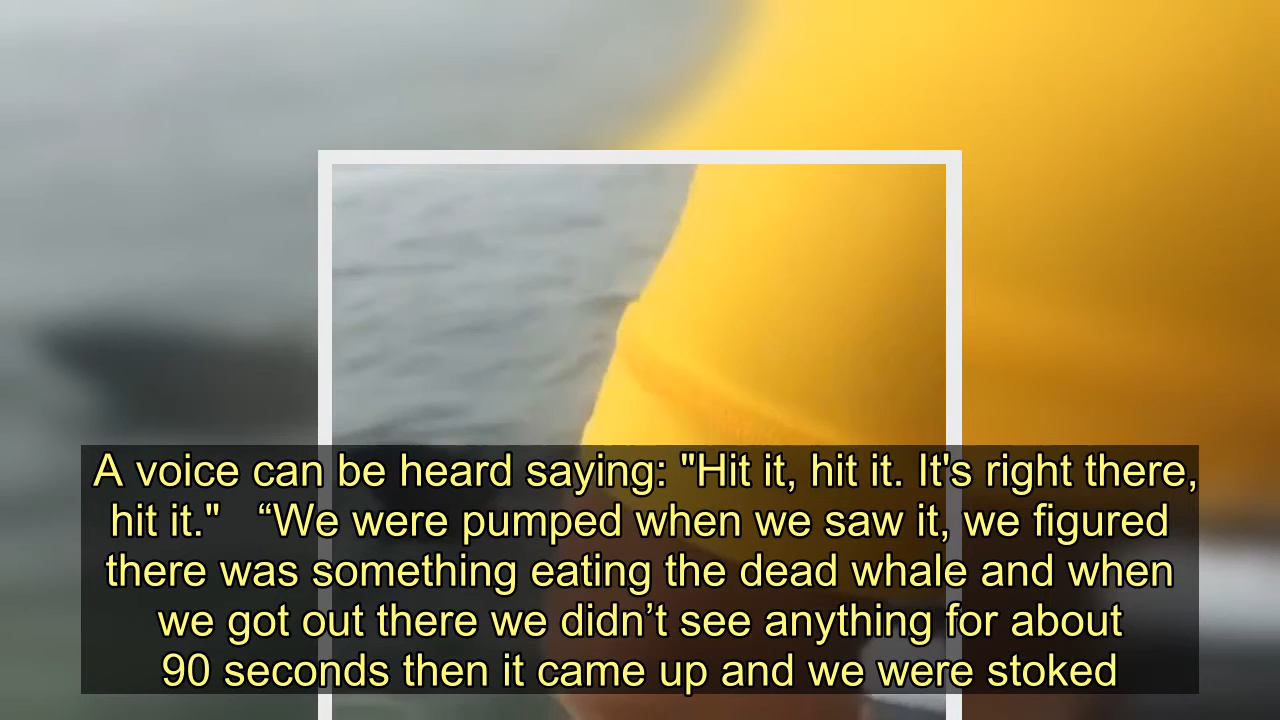 A voice can be heard saying: "Hit it, hit it. It's right there,
hit it."   “We were pumped when we saw it, we figured
there was something eating the dead whale and when
we got out there we didn’t see anything for about
90 seconds then it came up and we were stoked